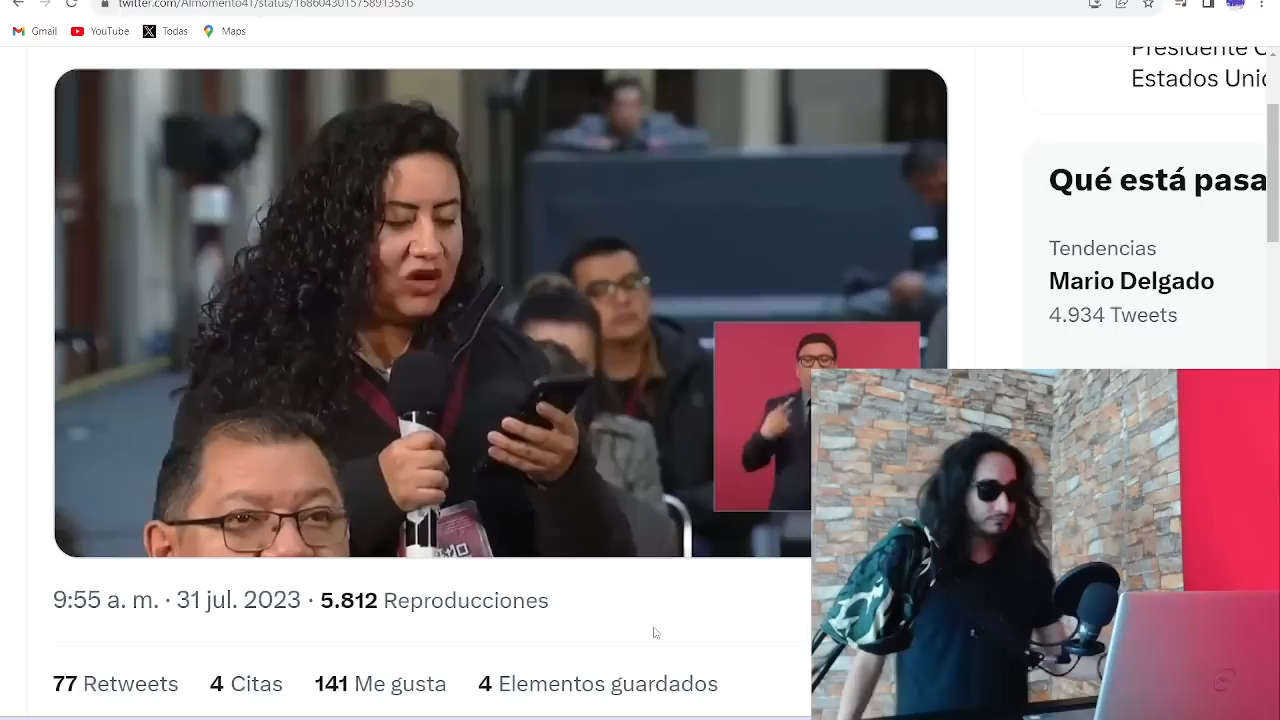 twitter.com/Almomento41/status/1686043015758913536
Gmail YouTube Todas Maps
Presidente
Estados Unid
Qué está pasa
Tendencias
Mario Delgado
4.934 Tweets
9:55 a. m. · 31 jul. 2023 · 5.812 Reproducciones
77 Retweets 4 Citas 141 Me gusta 4 Elementos guardados